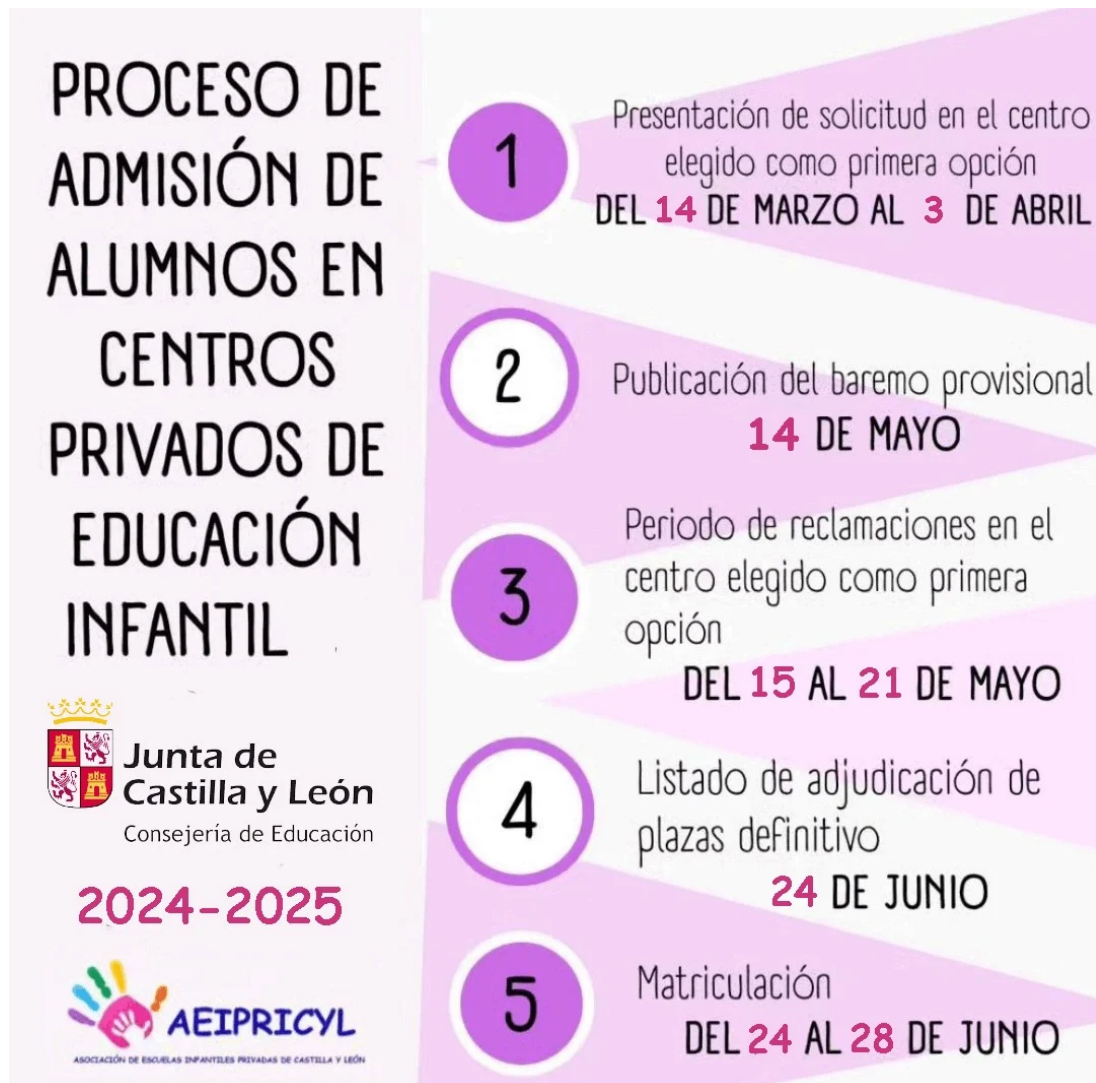 PROCESO DE
ADMISIÓN DE
ALUMNOS EN
CENTROS
PRIVADOS DE
EDUCACIÓN
INFANTIL
Junta de
Castilla y León
Consejería de Educación
2024-2025
AEIPRICYL
ASOCIACIÓN DE ESCUELAS INFANTILES PRIVADAS DE CASTILLA Y LEÓN
1
Presentación de solicitud en el centro
elegido como primera opción
DEL 14 DE MARZO AL 3 DE ABRIL
2
Publicación del baremo provisional
14 DE MAYO
3
Periodo de reclamaciones en el
centro elegido como primera
opción
DEL 15 AL 21 DE MAYO
4
Listado de adjudicación de
plazas definitivo
24 DE JUNIO
5
Matriculación
DEL 24 AL 28 DE JUNIO